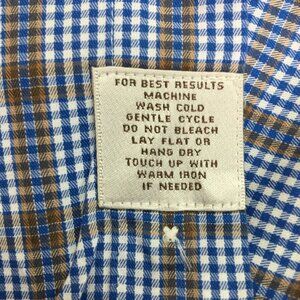 FOR BEST RESULTS
MACHINE
WASH COLD
GENTLE CYCLE
DO NOT BLEACH
LAY FLAT OR
HANG DRY
TOUCH UP WITH
WARM IRON
IF NEEDED